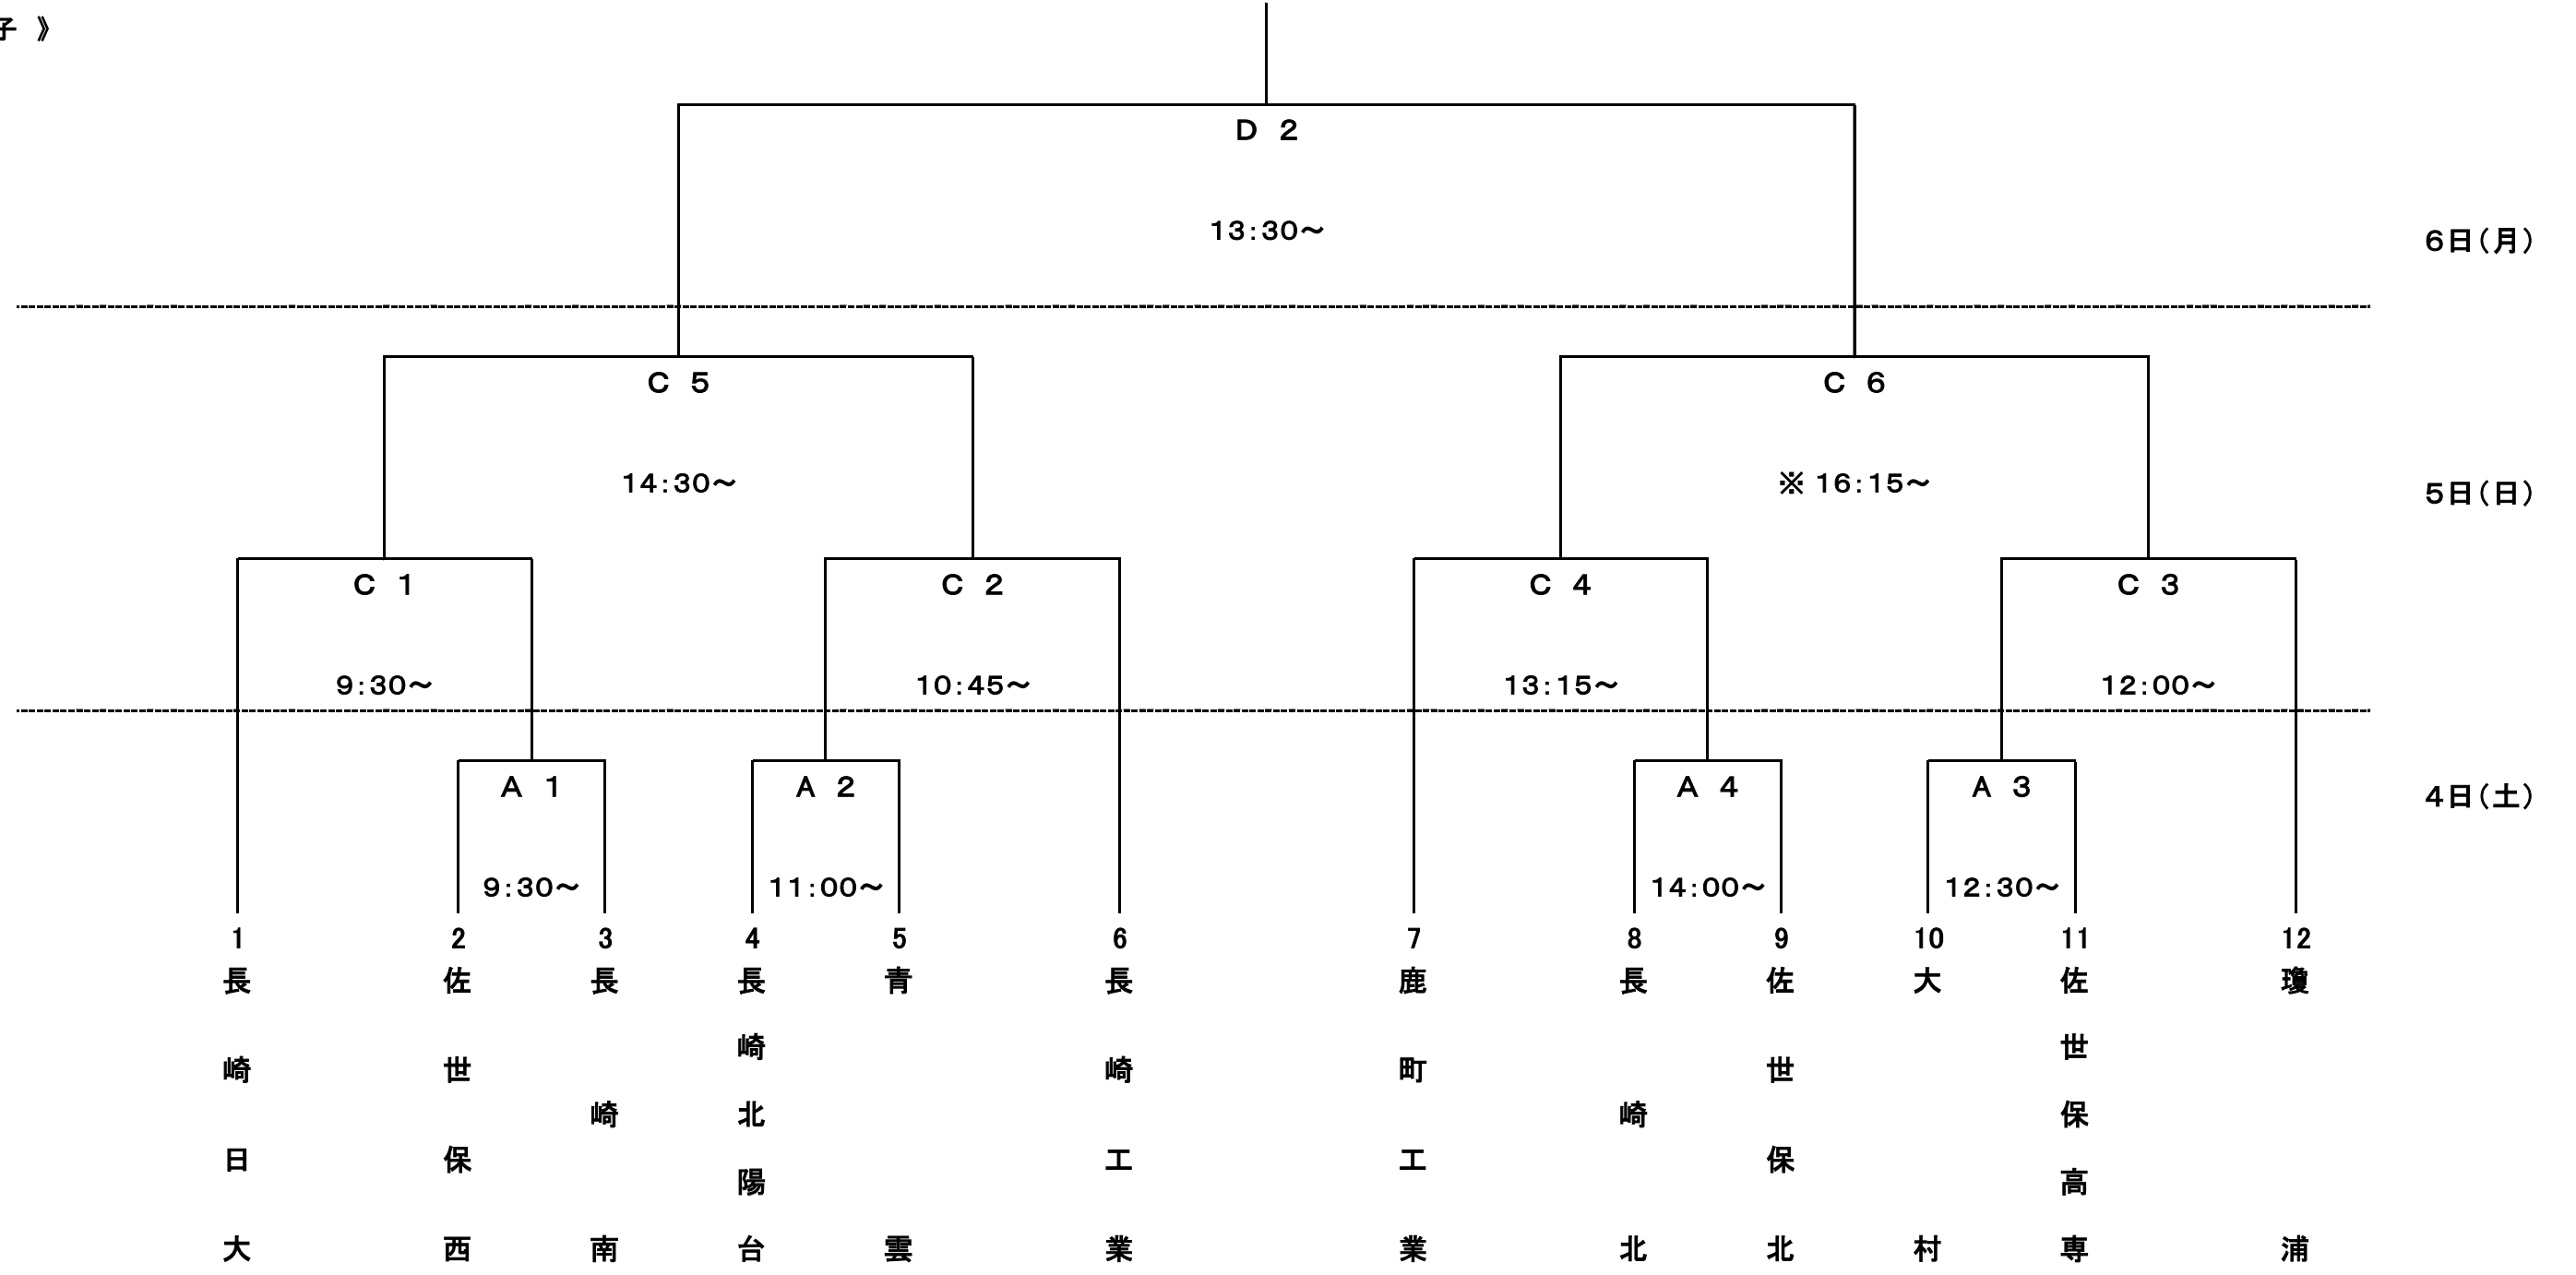 子 》
D 2
13:30～
6日(月)
C 5
C 6
14:30～
※ 16:15～
5日(日)
C 1
C 2
C 4
C 3
9:30～
10:45～
13:15～
12:00～
A 1
A 2
A 4
A 3
4日(土)
9:30～
11:00～
14:00～
12:30～
1
2
3
4
5
6
7
8
9
10
11
12
長崎日大
佐世保西
長崎南
長崎北陽台
青雲
長崎工業
鹿町工業
長崎北
佐世保北
大村
佐世保高専
瓊浦